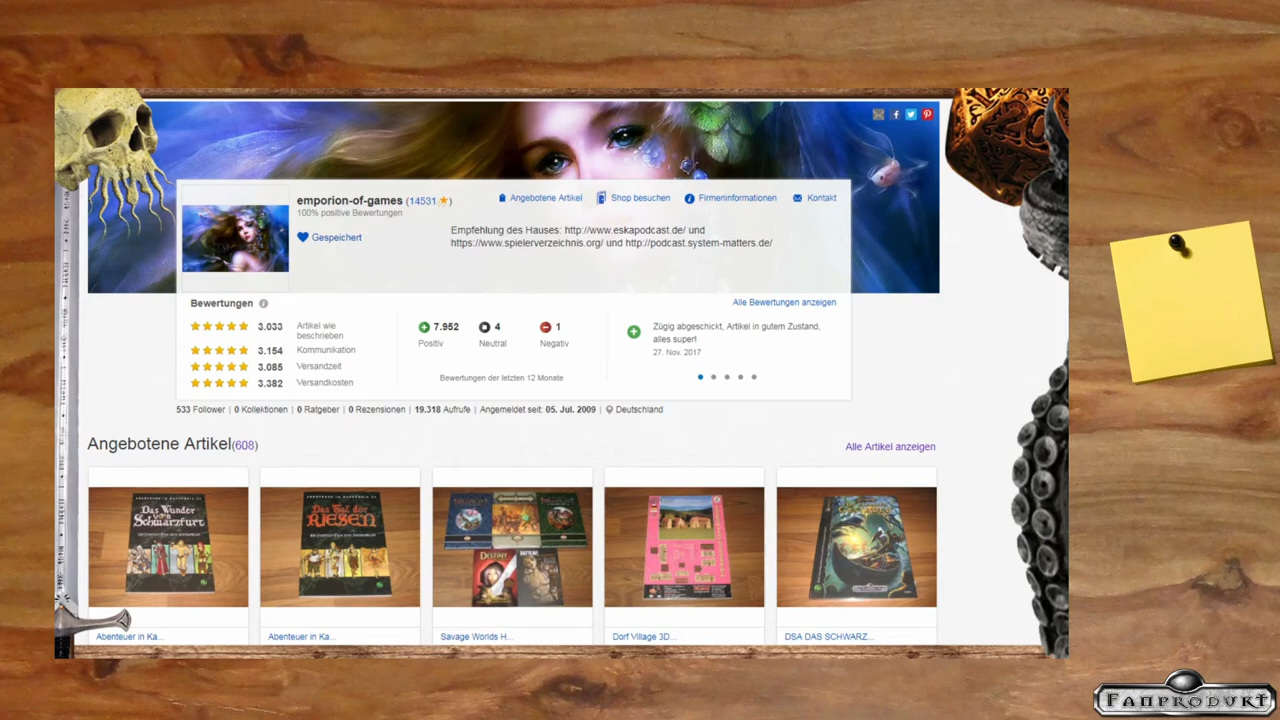 emporion-of-games (14531)
100% positive Bewertungen
Gespeichert
Angebotene Artikel
Shop besuchen
Firmeninformationen
Kontakt
Empfehlung des Hauses: http://www.eskapodcast.de/ und
https://www.spielerverzeichnis.org/ und http://podcast.system-matters.de/
Bewertungen
Alle Bewertungen anzeigen
3.033 Artikel wie
beschrieben
3.154 Kommunikation
3.085 Versandzeit
3.382 Versandkosten
7.952
Positiv
4
Neutral
1
Negativ
Bewertungen der letzten 12 Monate
Zügig abgeschickt, Artikel in gutem Zustand,
alles super!
27. Nov. 2017
533 Follower | 0 Kollektionen | 0 Ratgeber | 0 Rezensionen | 19.318 Aufrufe | Angemeldet seit: 05. Jul. 2009 | Deutschland
Angebotene Artikel(608)
Alle Artikel anzeigen
Das Wunder
von
Schwarzfurt
Das Tal der
RIESEN
DESTINY
Abenteuer in Ka...
Abenteuer in Ka...
Savage Worlds H...
Dorf Village 3D...
DSA DAS SCHWARZ...
20
FANPRODUKT